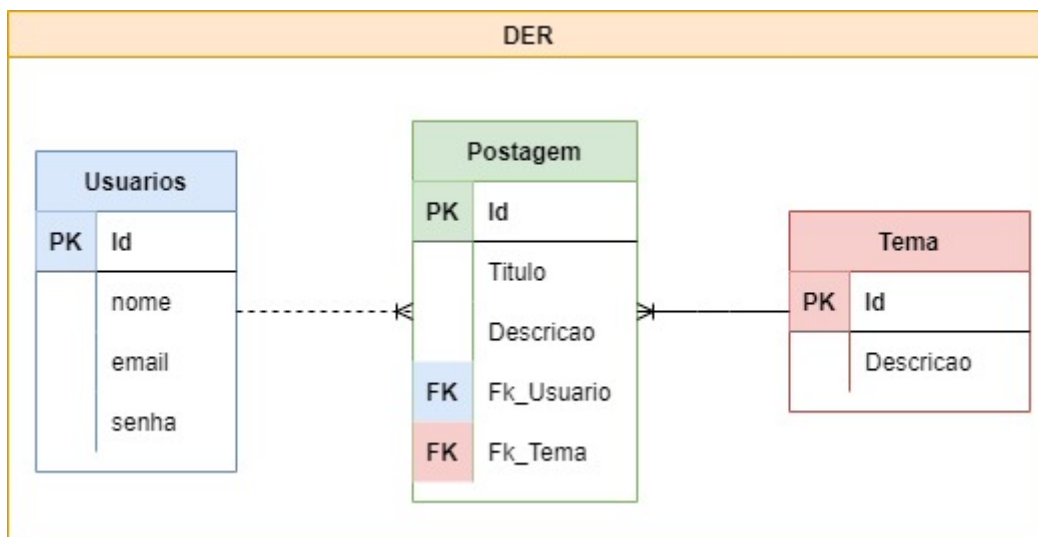 DER
Usuarios
PK Id
nome
email
senha
Postagem
PK Id
Titulo
Descricao
FK Fk_Usuario
FK Fk_Tema
Tema
PK Id
Descricao